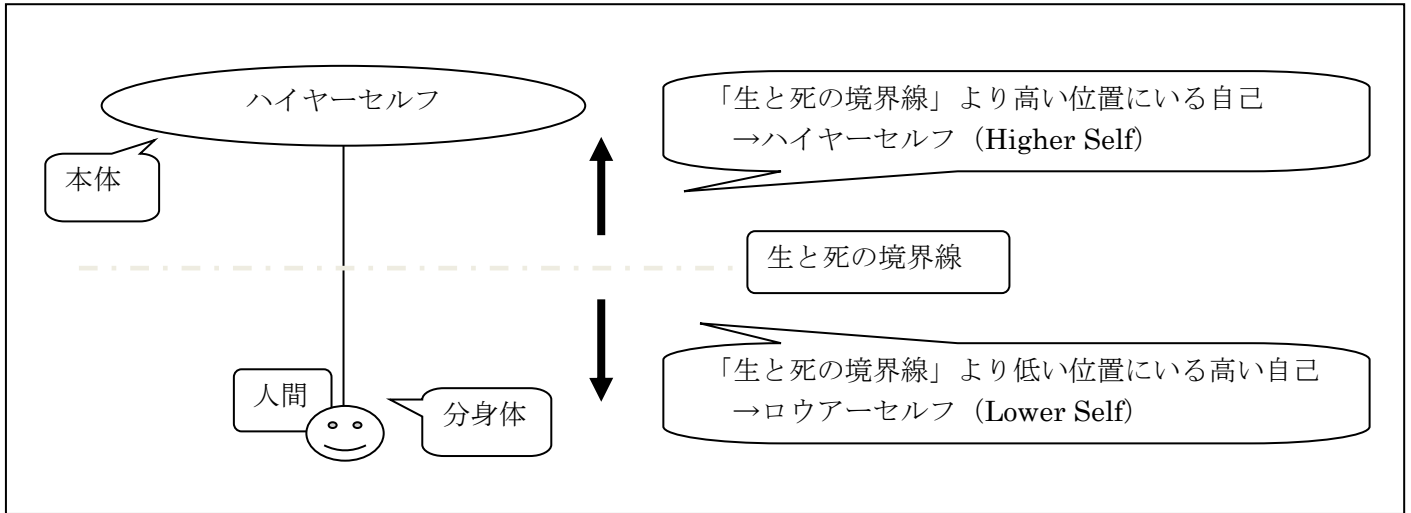 ハイヤーセルフ
本体
「生と死の境界線」より高い位置にいる自己
→ハイヤーセルフ（Higher Self）
生と死の境界線
人間
分身体
「生と死の境界線」より低い位置にいる高い自己
→ロウアーセルフ（Lower Self）